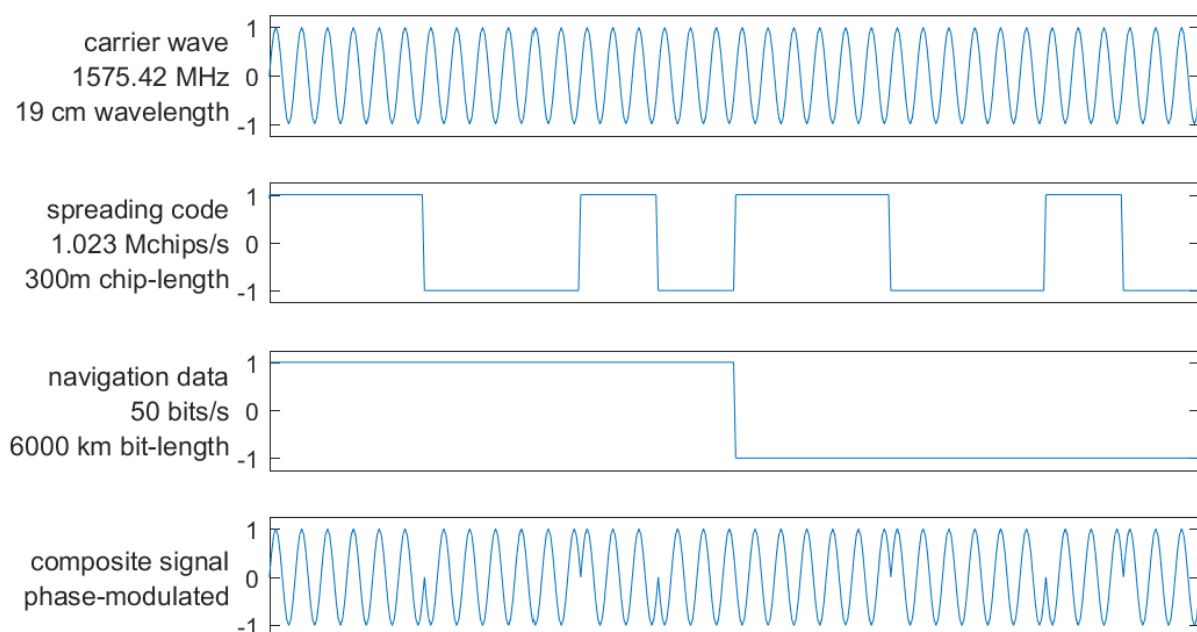 carrier wave
1575.42 MHz
19 cm wavelength
1
0
-1
spreading code
1.023 Mchips/s
300m chip-length
1
0
-1
navigation data
50 bits/s
6000 km bit-length
1
0
-1
composite signal
phase-modulated
1
0
-1